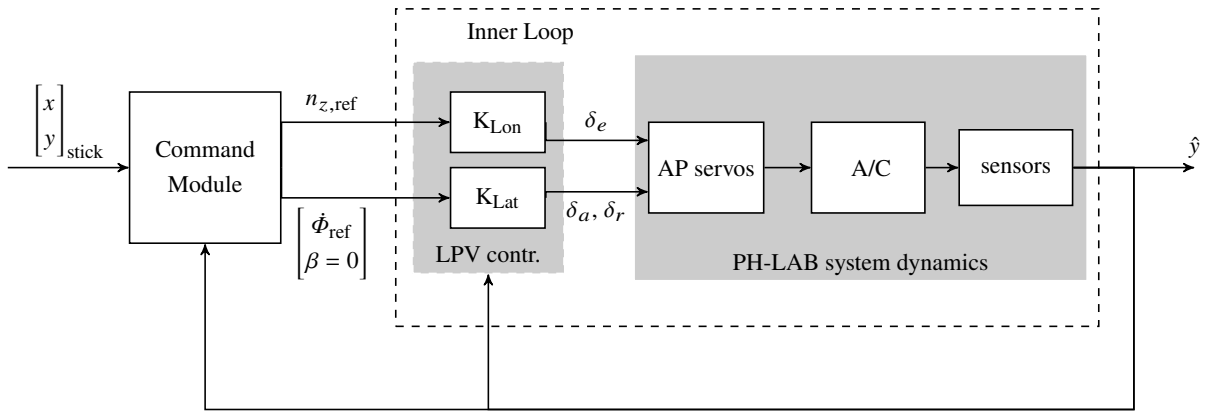 Inner Loop
[x
y]stick
Command
Module
n_z,ref
K_Lon
δ_e
K_Lat
[Φ̇_ref
β = 0]
δ_a, δ_r
LPV contr.
AP servos
A/C
sensors
ŷ
PH-LAB system dynamics